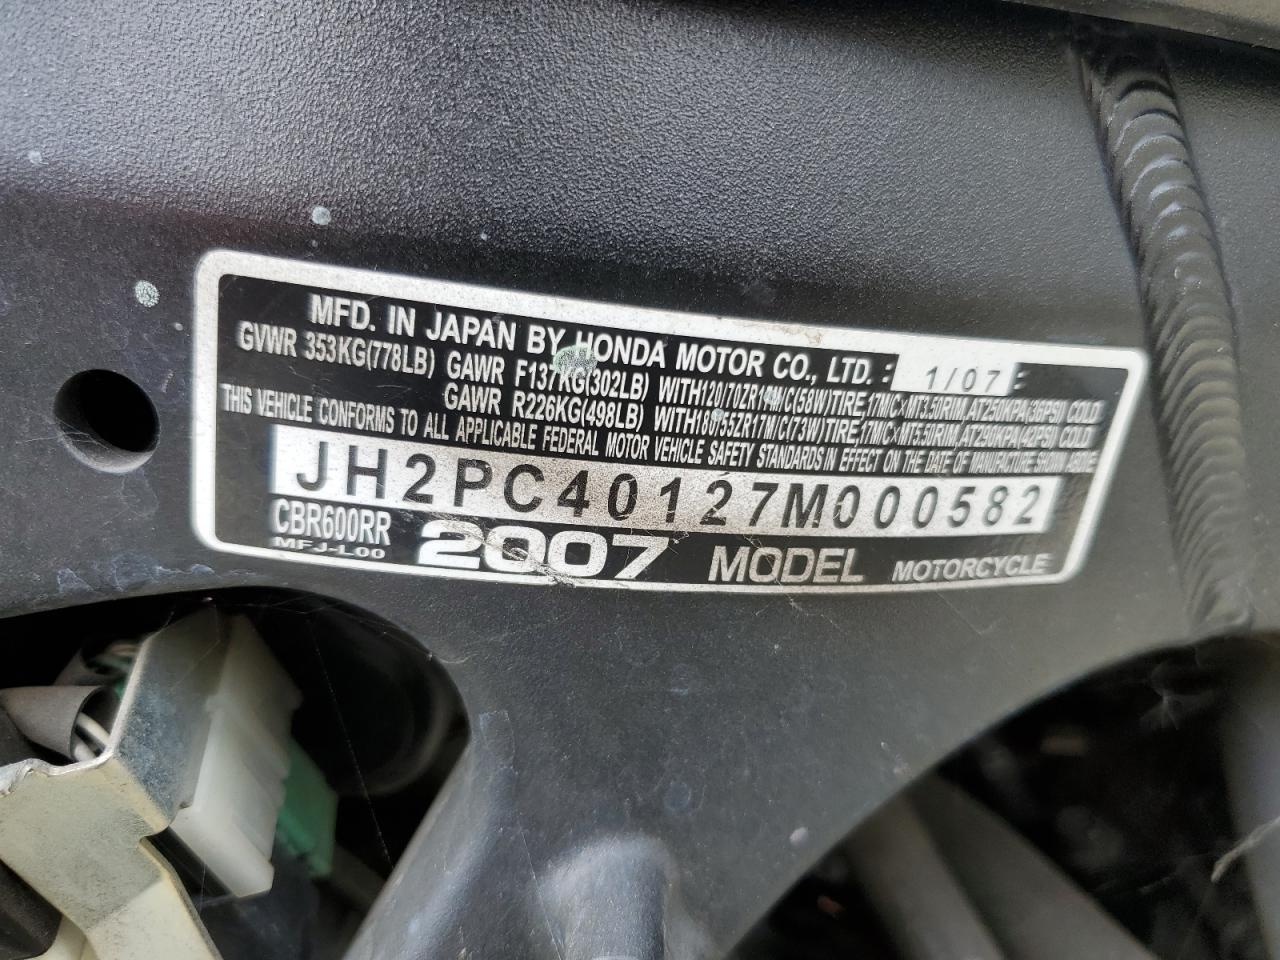 MFD. IN JAPAN BY HONDA MOTOR CO., LTD. : 1/07 :
GVWR 353KG(778LB) GAWR F137KG(302LB) WITH120/70ZR17M/C(58W)TIRE,17M/C×MT3.50RIM,AT250KPA(36PSI) COLD
GAWR R226KG(498LB) WITH180/55ZR17M/C(73W)TIRE,17M/C×MT5.50RIM,AT290KPA(42PSI) COLD
THIS VEHICLE CONFORMS TO ALL APPLICABLE FEDERAL MOTOR VEHICLE SAFETY STANDARDS IN EFFECT ON THE DATE OF MANUFACTURE SHOWN ABOVE
JH2PC40127M000582
CBR600RR 2007 MODEL MOTORCYCLE
MFJ-L00